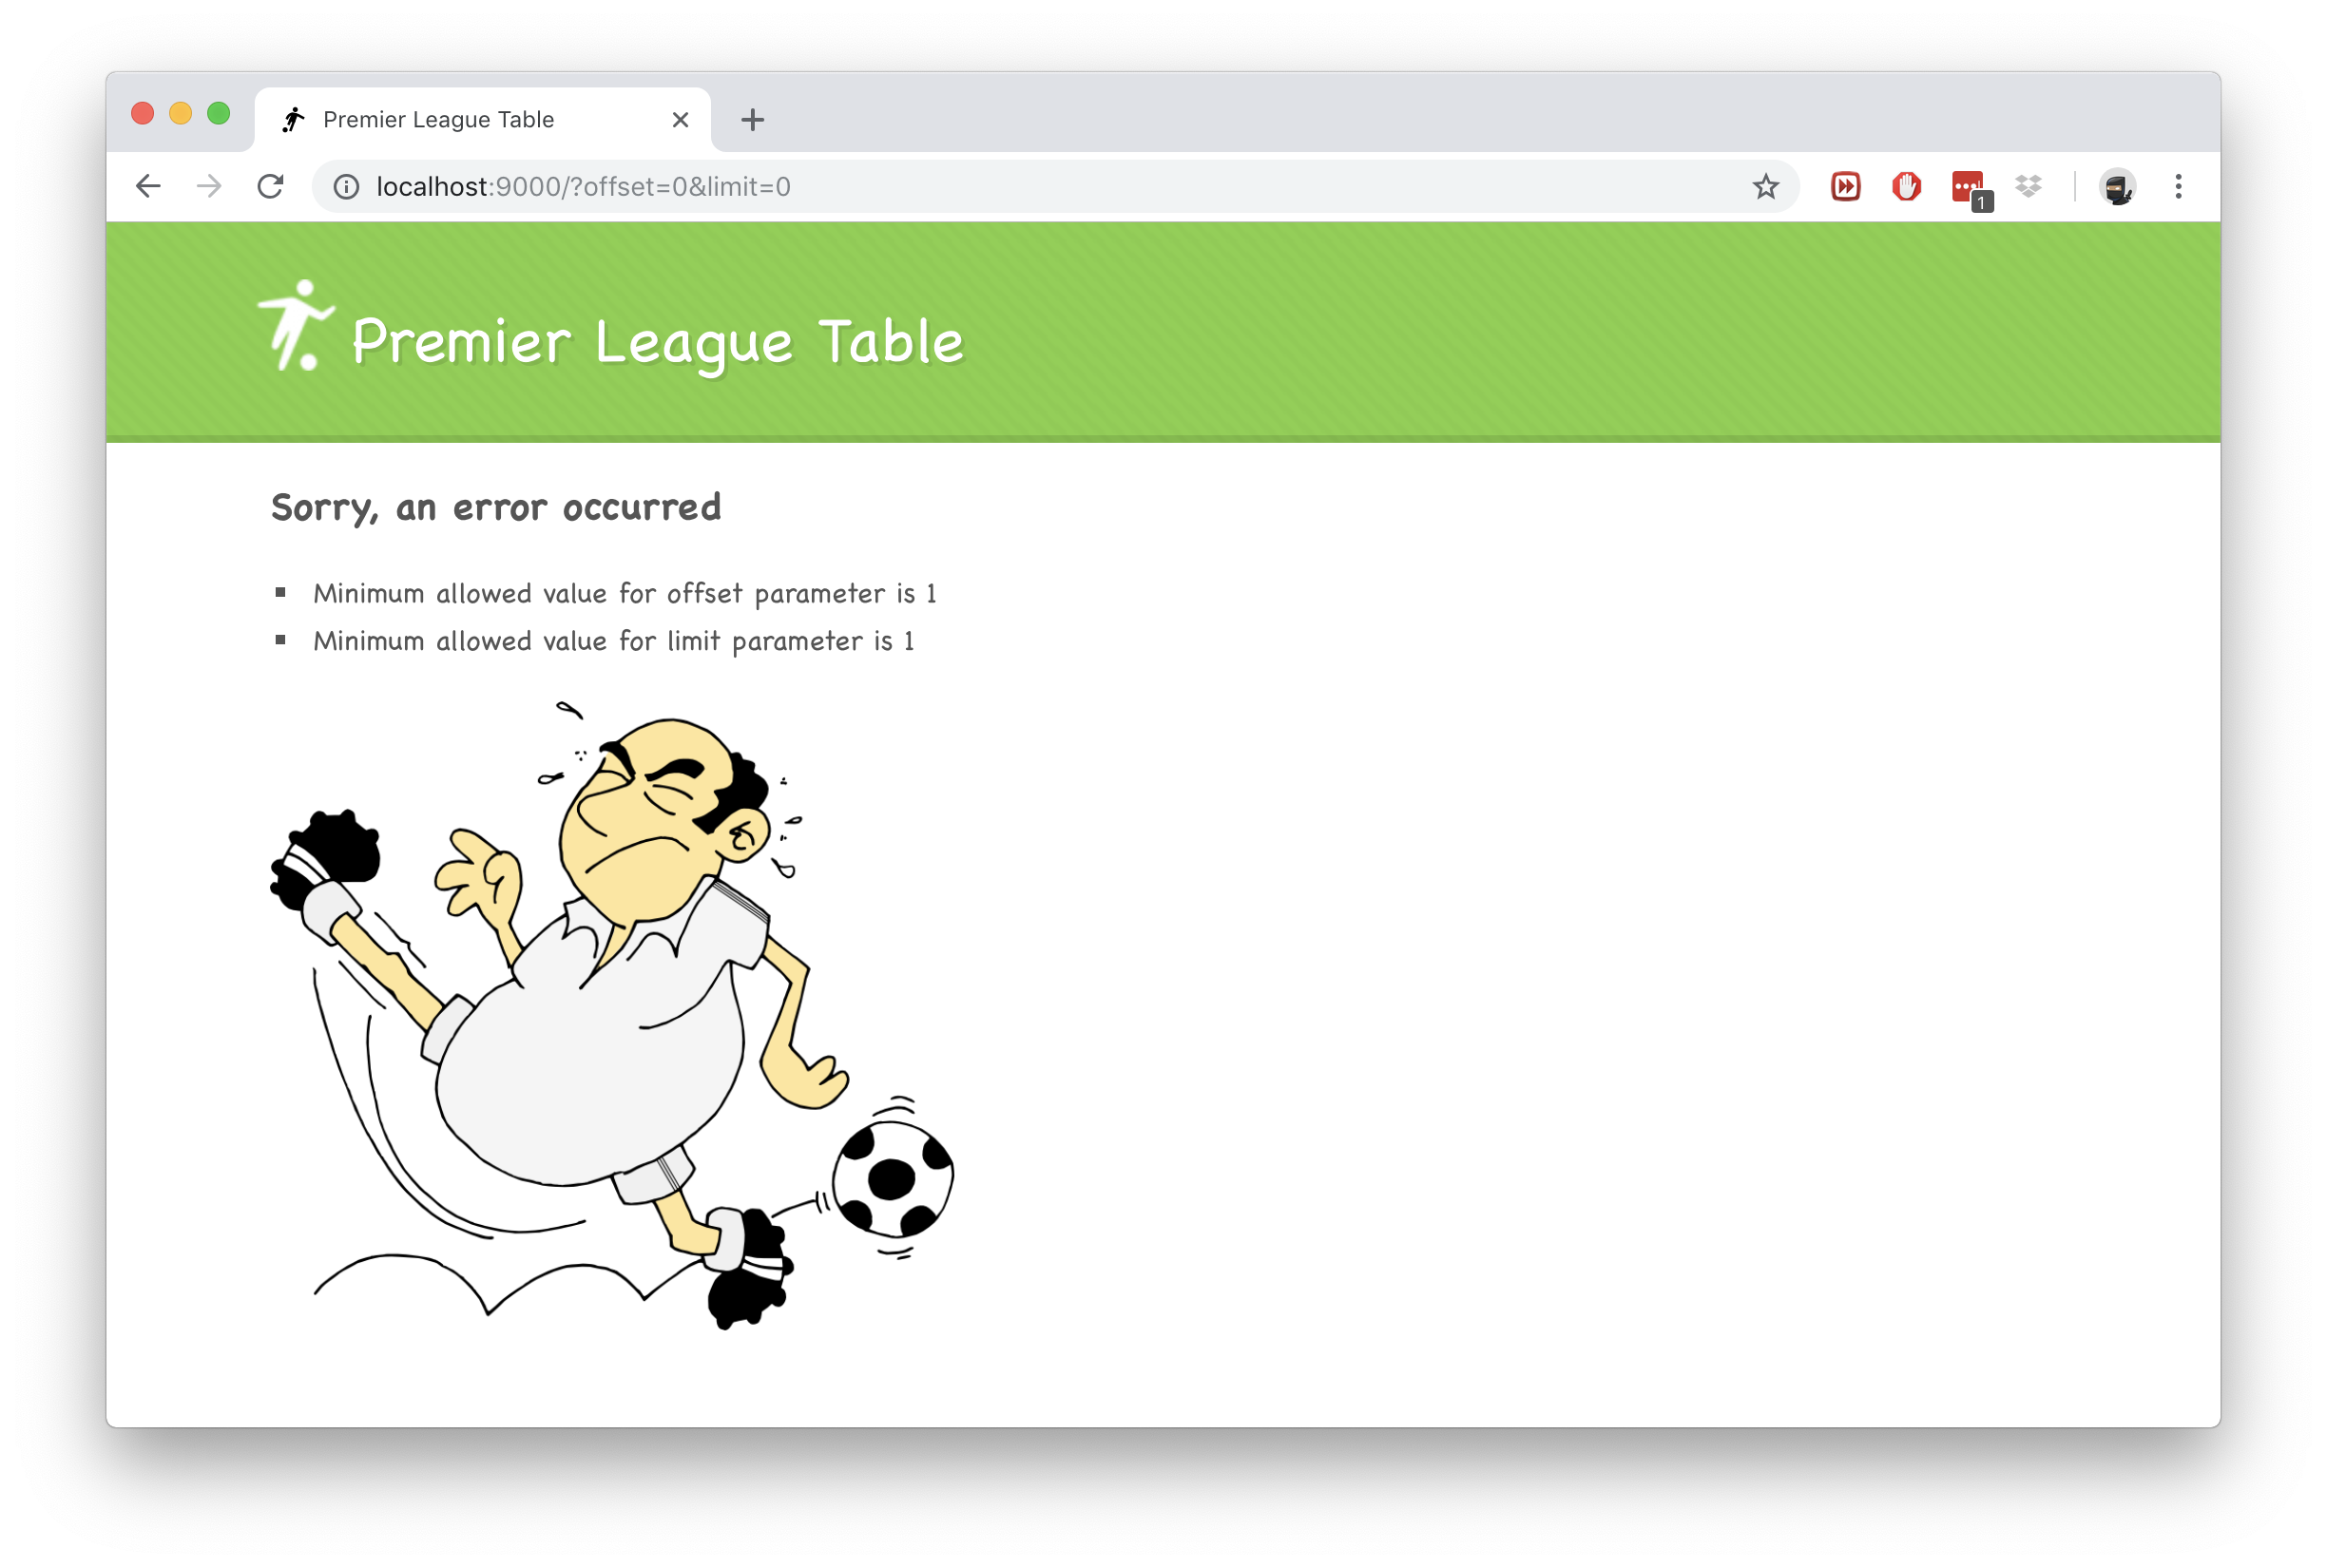 Premier League Table
localhost:9000/?offset=0&limit=0
1
Premier League Table
Sorry, an error occurred
Minimum allowed value for offset parameter is 1
Minimum allowed value for limit parameter is 1